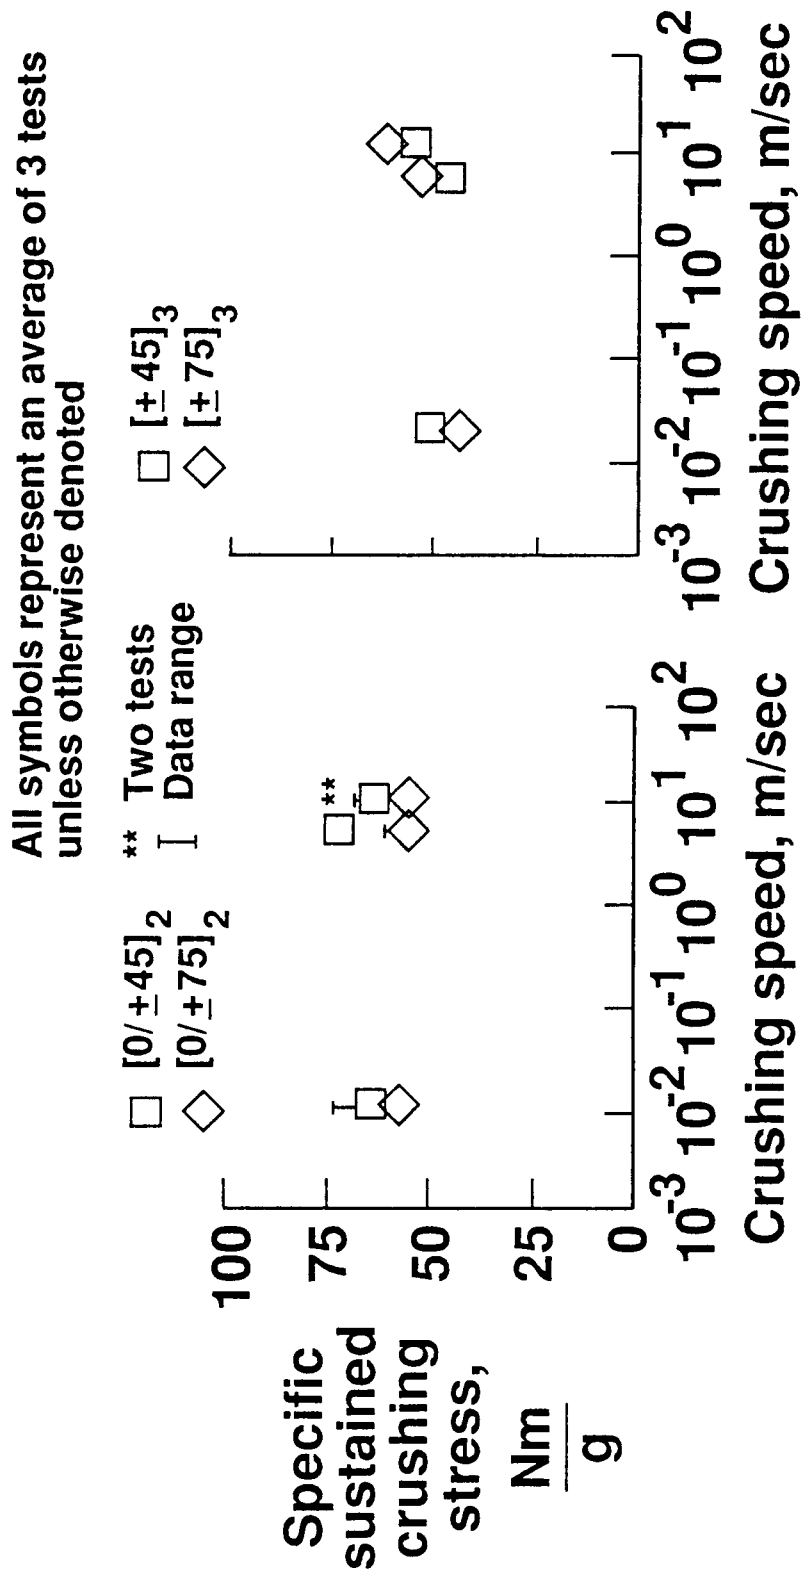 All symbols represent an average of 3 tests
unless otherwise denoted
[0/±45]2
[0/±75]2
** Two tests
Data range
[±45]3
[±75]3
**
100
75
50
25
0
Specific
sustained
crushing
stress,
Nm
g
10-3 10-2 10-1 100 101 102
Crushing speed, m/sec
10-3 10-2 10-1 100 101 102
Crushing speed, m/sec